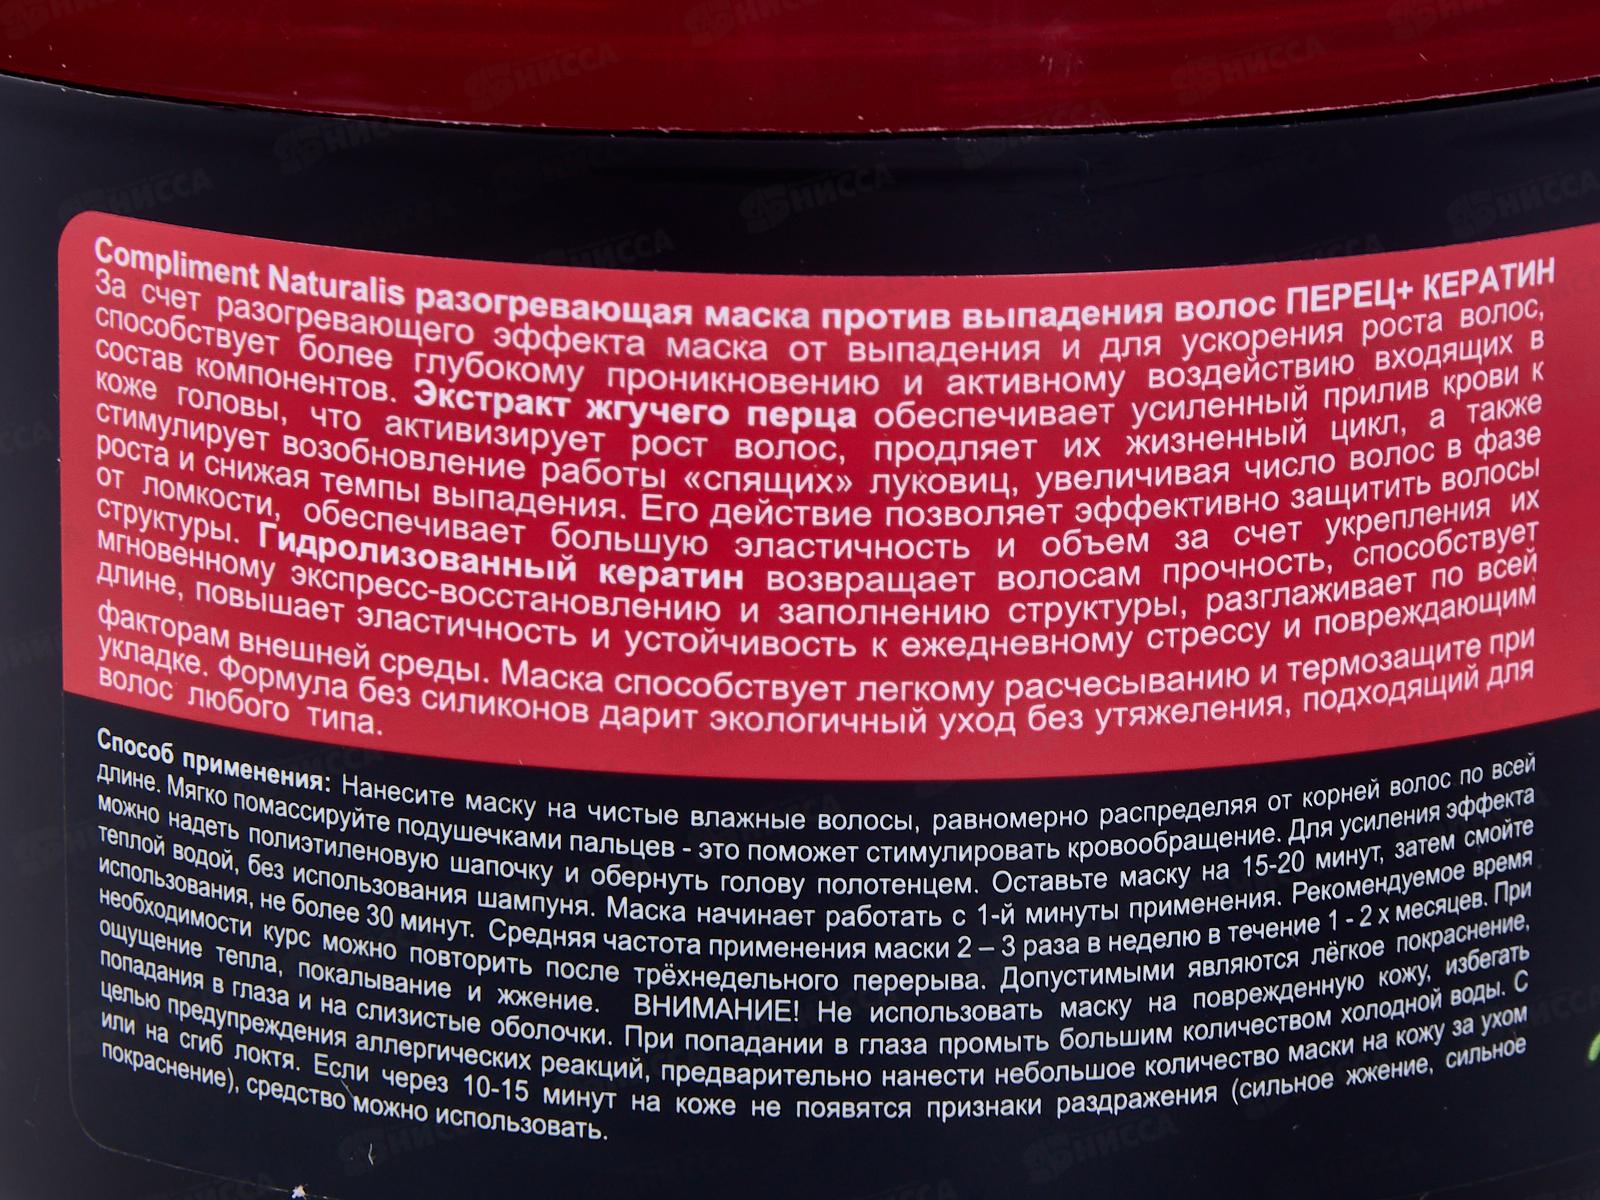 Compliment Naturalis разогревающая маска против выпадения волос ПЕРЕЦ+ КЕРАТИН
За счет разогревающего эффекта маска от выпадения и для ускорения роста волос,
способствует более глубокому проникновению и активному воздействию входящих в
состав компонентов. Экстракт жгучего перца обеспечивает усиленный прилив крови к
коже головы, что активизирует рост волос, продляет их жизненный цикл, а также
стимулирует возобновление работы «спящих» луковиц, увеличивая число волос в фазе
роста и снижая темпы выпадения. Его действие позволяет эффективно защитить волосы
от ломкости, обеспечивает большую эластичность и объем за счет укрепления их
структуры. Гидролизованный кератин возвращает волосам прочность, способствует
мгновенному экспресс-восстановлению и заполнению структуры, разглаживает по всей
длине, повышает эластичность и устойчивость к ежедневному стрессу и повреждающим
факторам внешней среды. Маска способствует легкому расчесыванию и термозащите при
укладке. Формула без силиконов дарит экологичный уход без утяжеления, подходящий для
волос любого типа.
Способ применения: Нанесите маску на чистые влажные волосы, равномерно распределяя от корней волос по всей
длине. Мягко помассируйте подушечками пальцев - это поможет стимулировать кровообращение. Для усиления эффекта
можно надеть полиэтиленовую шапочку и обернуть голову полотенцем. Оставьте маску на 15-20 минут, затем смойте
теплой водой, без использования шампуня. Маска начинает работать с 1-й минуты применения. Рекомендуемое время
использования, не более 30 минут. Средняя частота применения маски 2 – 3 раза в неделю в течение 1 - 2 х месяцев. При
необходимости курс можно повторить после трёхнедельного перерыва. Допустимыми являются лёгкое покраснение,
ощущение тепла, покалывание и жжение. ВНИМАНИЕ! Не использовать маску на поврежденную кожу, избегать
попадания в глаза и на слизистые оболочки. При попадании в глаза промыть большим количеством холодной воды. С
целью предупреждения аллергических реакций, предварительно нанести небольшое количество маски на кожу за ухом
или на сгиб локтя. Если через 10-15 минут на коже не появятся признаки раздражения (сильное жжение, сильное
покраснение), средство можно использовать.